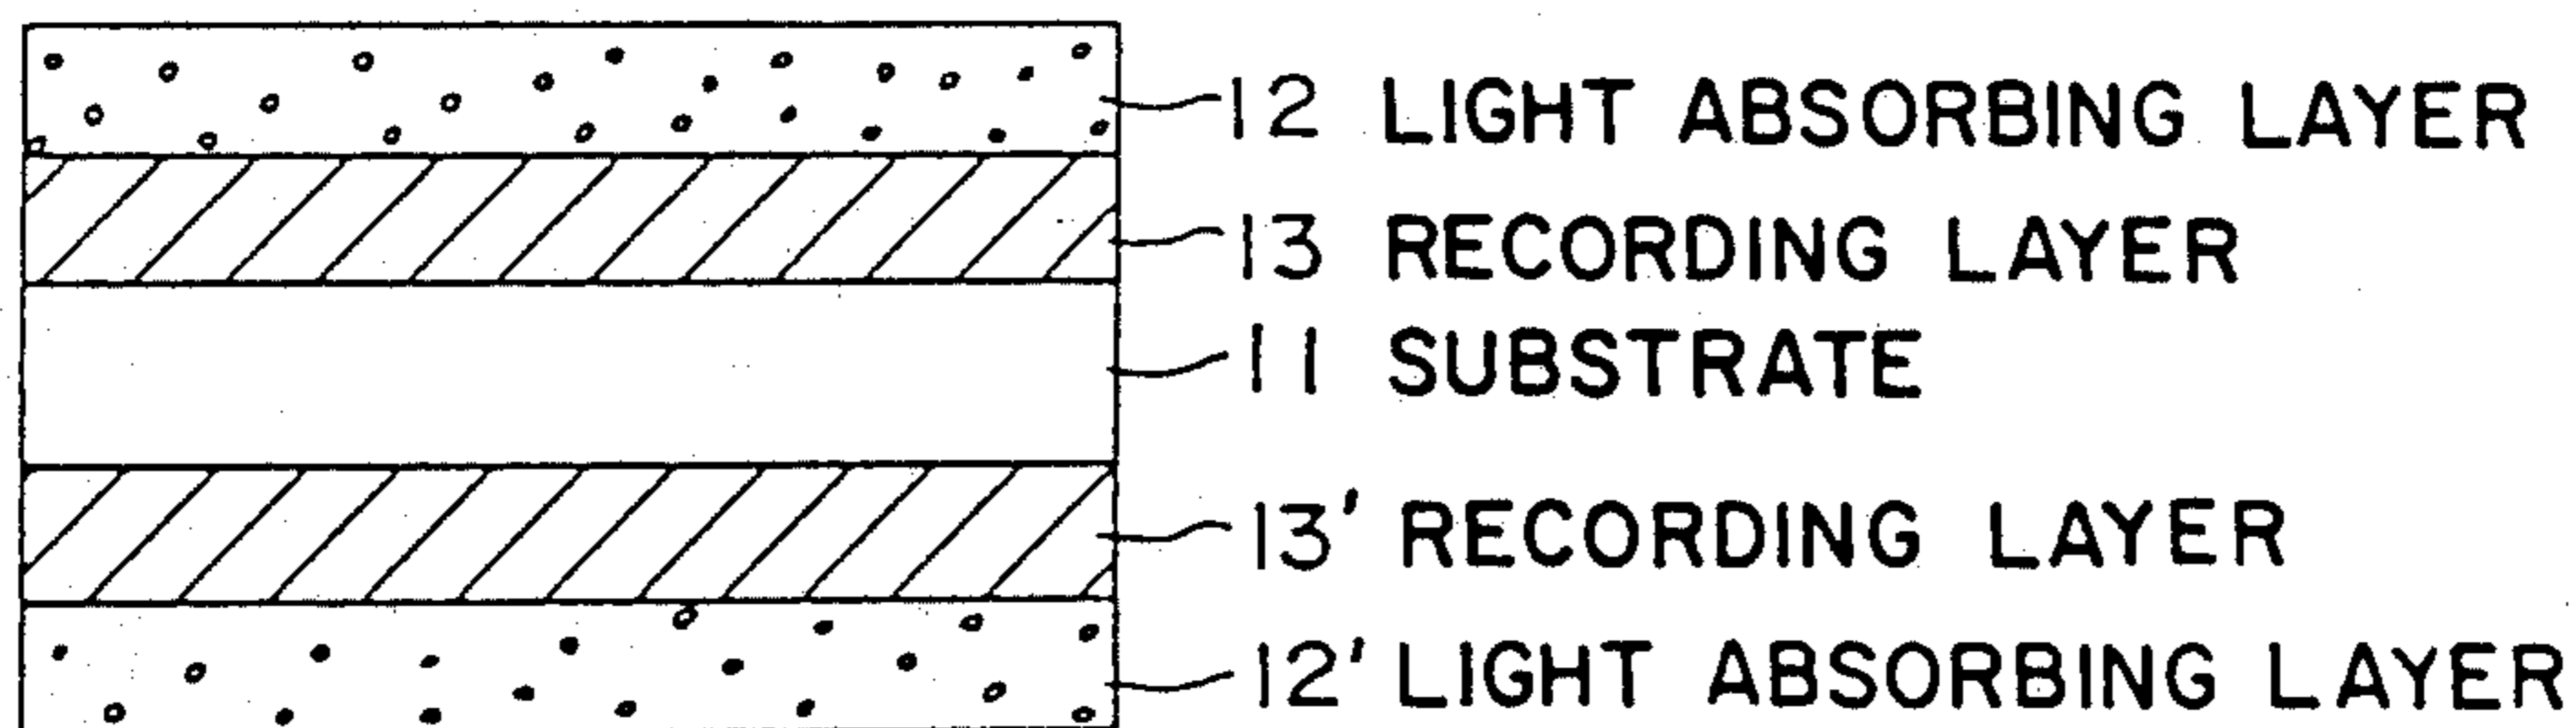 12 LIGHT ABSORBING LAYER
13 RECORDING LAYER
11 SUBSTRATE
13' RECORDING LAYER
12' LIGHT ABSORBING LAYER